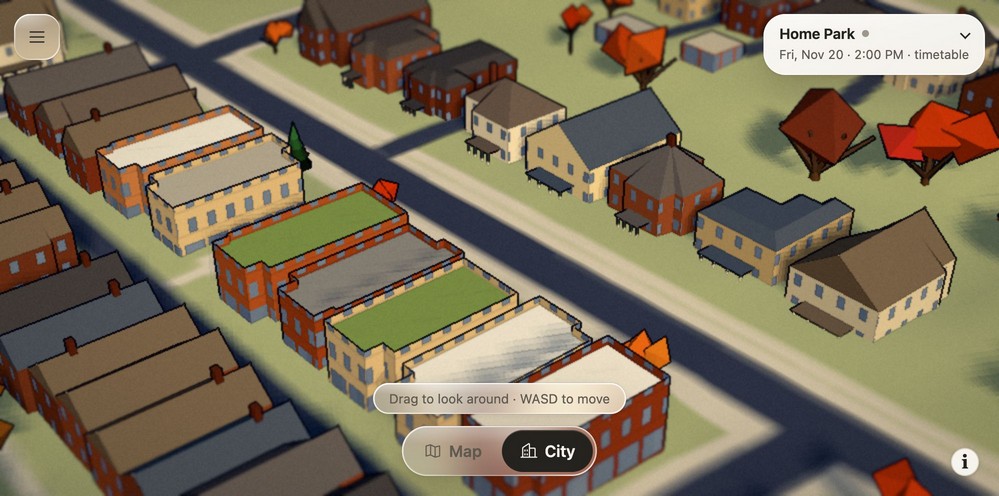 Home Park
Fri, Nov 20 · 2:00 PM · timetable
Drag to look around · WASD to move
Map
City
i